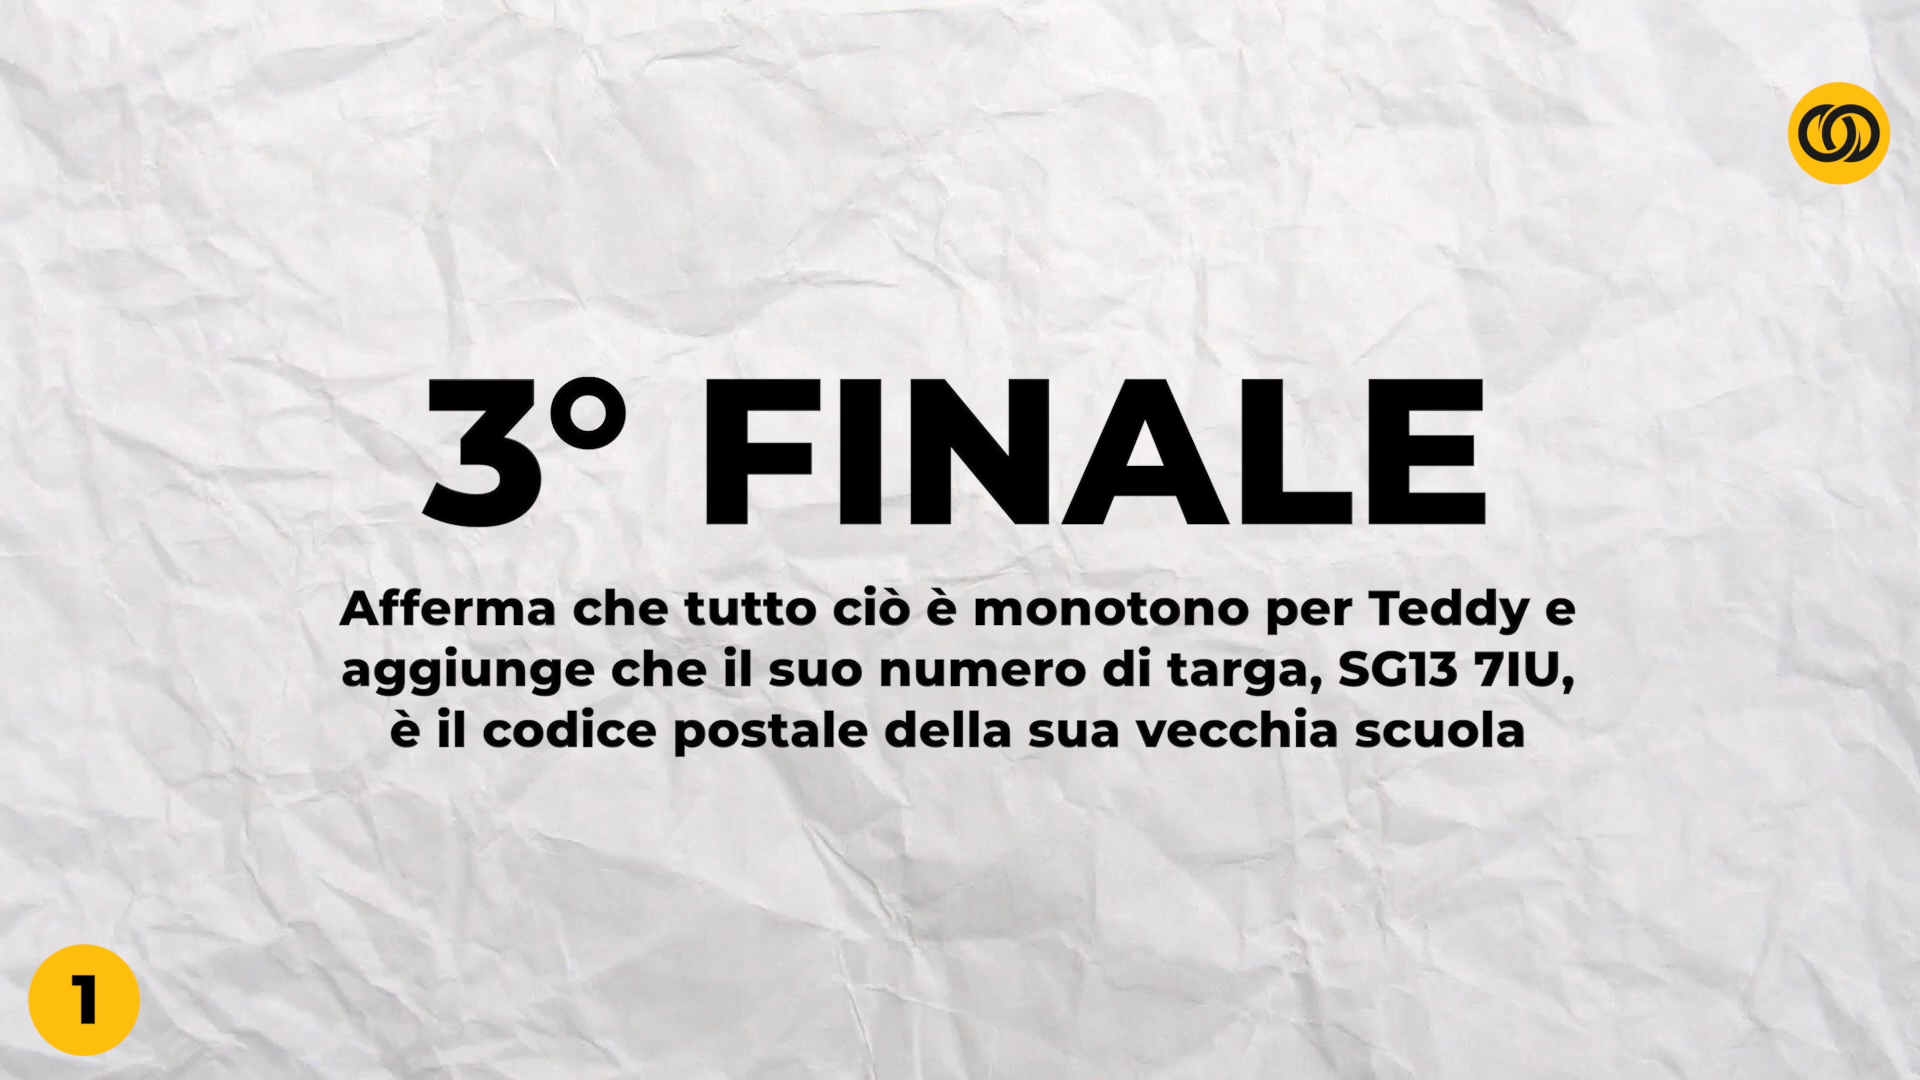 3° FINALE
Afferma che tutto ciò è monotono per Teddy e
aggiunge che il suo numero di targa, SG13 7IU,
è il codice postale della sua vecchia scuola
1